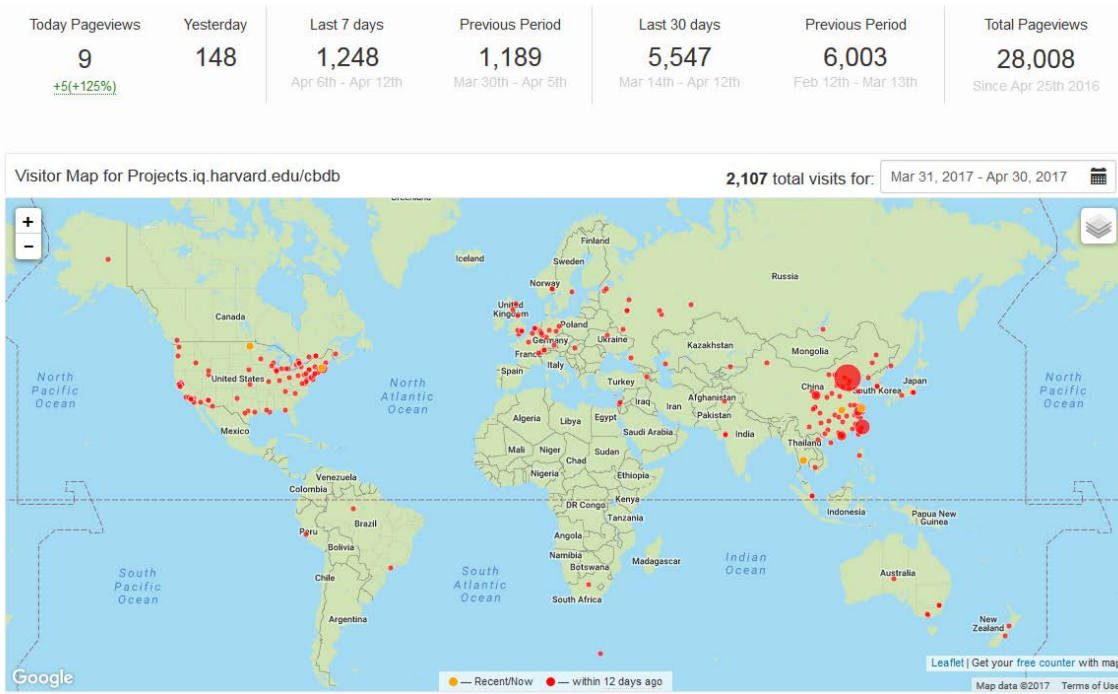 Today Pageviews
9
+5(+125%)
Yesterday
148
Last 7 days
1,248
Apr 6th - Apr 12th
Previous Period
1,189
Mar 30th - Apr 5th
Last 30 days
5,547
Mar 14th - Apr 12th
Previous Period
6,003
Feb 12th - Mar 13th
Total Pageviews
28,008
Since Apr 25th 2016
Visitor Map for Projects.iq.harvard.edu/cbdb
2,107 total visits for:
Mar 31, 2017 - Apr 30, 2017
+
−
Greenland
Iceland
Finland
Sweden
Norway
Russia
United
Kingdom
Canada
Poland
Germany
Ukraine
Kazakhstan
Mongolia
France
Italy
Spain
Turkey
United States
North
Pacific
Ocean
North
Atlantic
Ocean
China
South Korea
Japan
North
Pacific
Ocean
Afghanistan
Iraq
Iran
Pakistan
Mexico
Algeria
Libya
Egypt
Saudi Arabia
India
Thailand
Mali
Niger
Chad
Sudan
Nigeria
Ethiopia
Venezuela
Colombia
DR Congo
Kenya
Tanzania
Indonesia
Papua New
Guinea
Peru
Brazil
Bolivia
Angola
Namibia
Botswana
Madagascar
Indian
Ocean
Australia
South
Pacific
Ocean
Chile
South
Atlantic
Ocean
South Africa
Argentina
New
Zealand
Google
— Recent/Now
— within 12 days ago
Leaflet | Get your free counter with map
Map data ©2017
Terms of Use